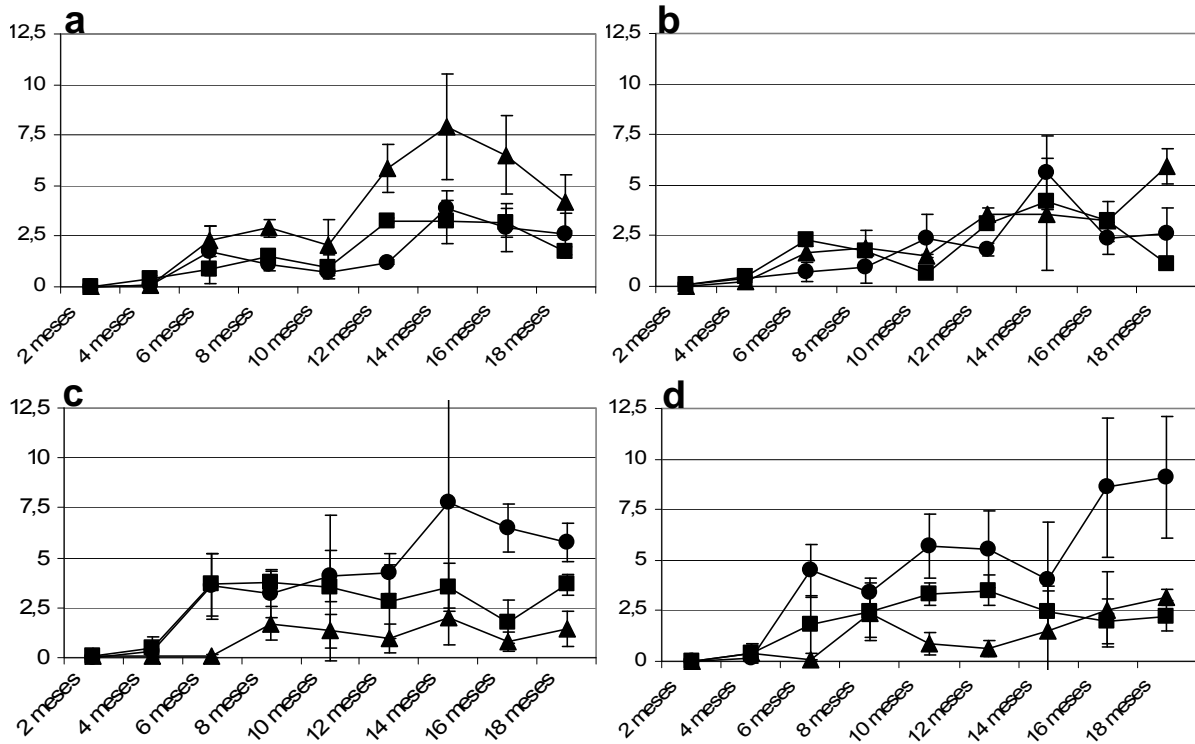 a
12,5
10
7,5
5
2,5
0
2 meses
4 meses
6 meses
8 meses
10 meses
12 meses
14 meses
16 meses
18 meses
b
12,5
10
7,5
5
2,5
0
2 meses
4 meses
6 meses
8 meses
10 meses
12 meses
14 meses
16 meses
18 meses
c
12,5
10
7,5
5
2,5
0
2 meses
4 meses
6 meses
8 meses
10 meses
12 meses
14 meses
16 meses
18 meses
d
12,5
10
7,5
5
2,5
0
2 meses
4 meses
6 meses
8 meses
10 meses
12 meses
14 meses
16 meses
18 meses